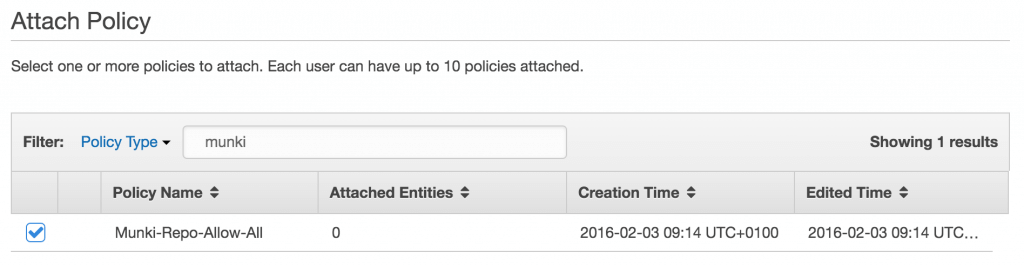 Attach Policy
Select one or more policies to attach. Each user can have up to 10 policies attached.
Filter: Policy Type munki Showing 1 results
Policy Name Attached Entities Creation Time Edited Time
Munki-Repo-Allow-All 0 2016-02-03 09:14 UTC+0100 2016-02-03 09:14 UTC...